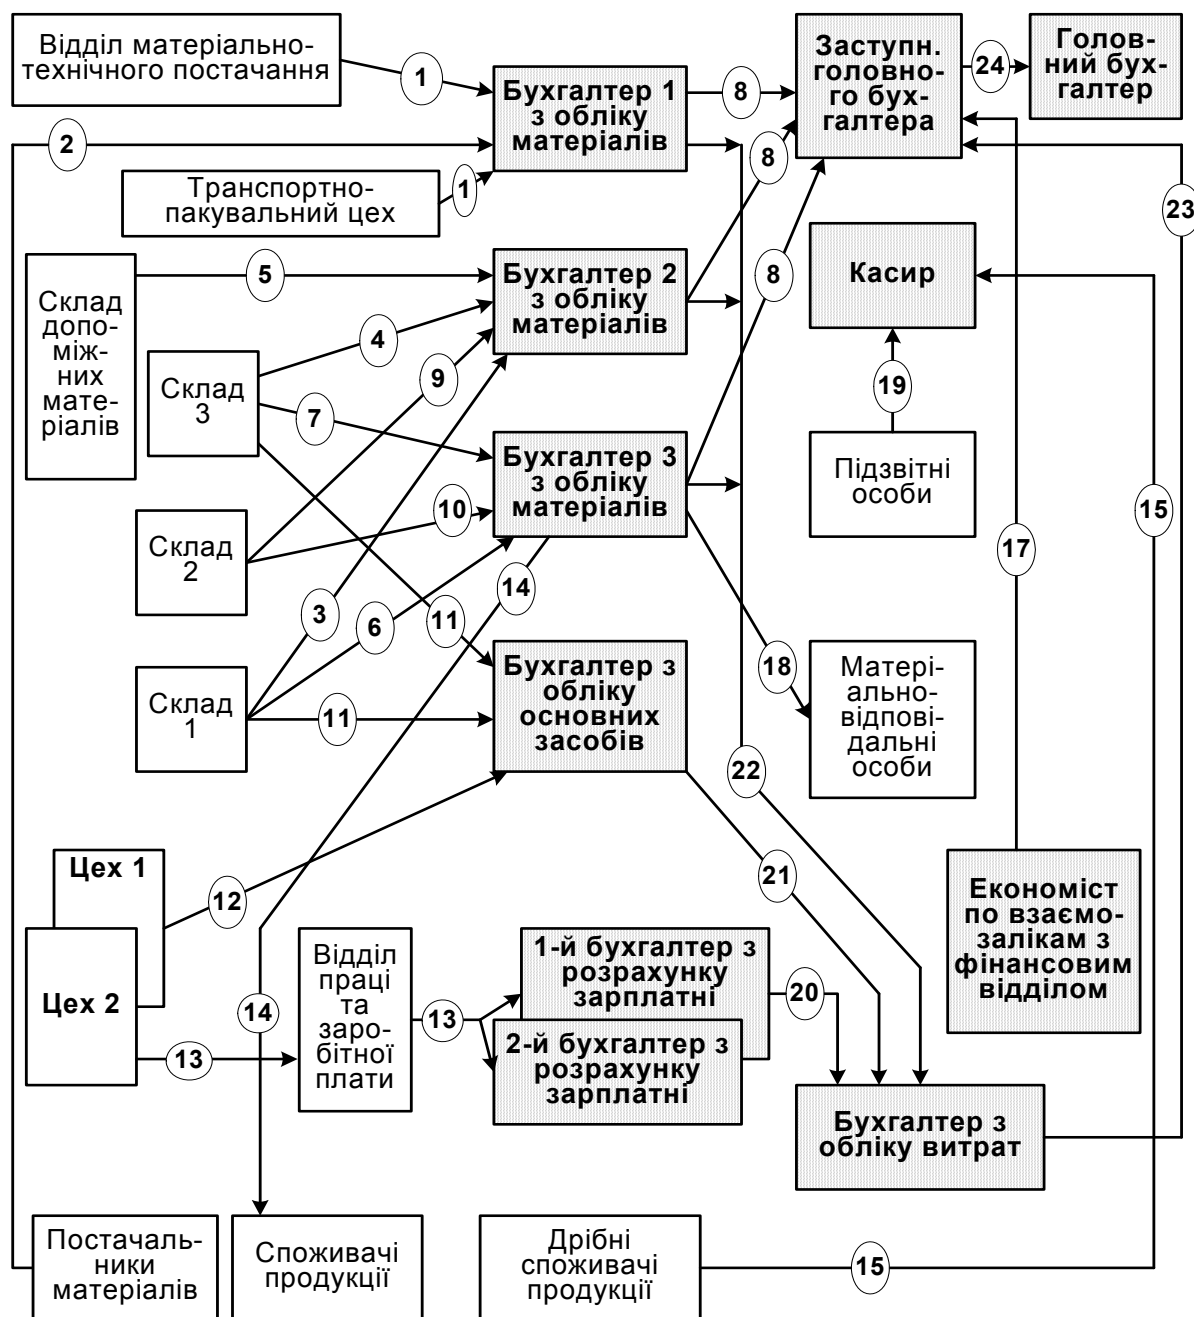 Відділ матеріально-
технічного постачання
1
Бухгалтер 1
з обліку
матеріалів
8
Заступн.
головно-
го бух-
галтера
24
Голов-
ний бух-
галтер
2
Транспортно-
пакувальний цех
1
8
23
Склад
допо-
між-
них
мате-
ріалів
5
Бухгалтер 2
з обліку
матеріалів
8
Касир
4
Склад
3
9
7
19
Бухгалтер 3
з обліку
матеріалів
Підзвітні
особи
10
15
Склад
2
17
14
3
6
11
Бухгалтер з
обліку
основних
засобів
18
Матері-
ально-
відпові-
дальні
особи
Склад
1
11
22
Цех 1
12
21
Економіст
по взаємо-
залікам з
фінансовим
відділом
Цех 2
Відділ
праці
та
заро-
бітної
плати
1-й бухгалтер з
розрахунку
зарплатні
20
14
13
13
2-й бухгалтер з
розрахунку
зарплатні
Бухгалтер з
обліку витрат
Постачаль-
ники
матеріалів
Споживачі
продукції
Дрібні
споживачі
продукції
15